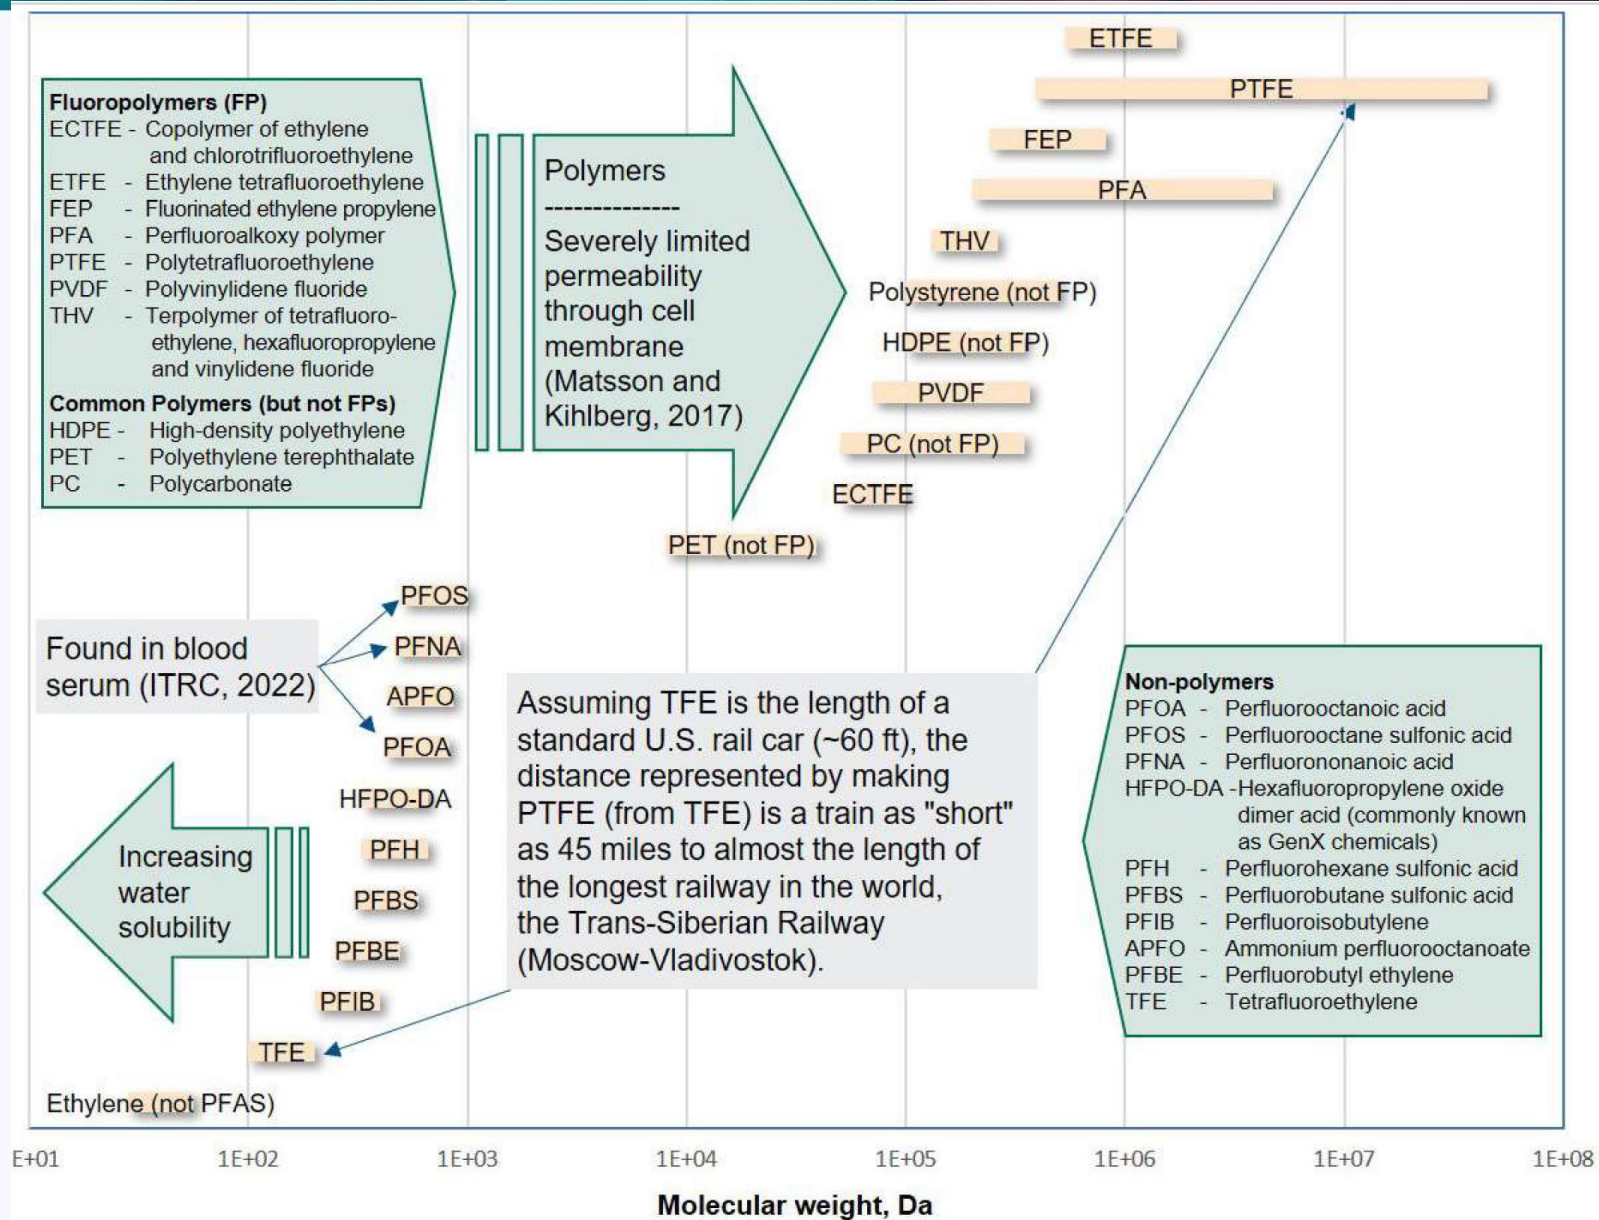 ETFE
PTFE
FEP
PFA
THV
Polystyrene (not FP)
HDPE (not FP)
PVDF
PC (not FP)
ECTFE
PET (not FP)
Fluoropolymers (FP)
ECTFE - Copolymer of ethylene
and chlorotrifluoroethylene
ETFE - Ethylene tetrafluoroethylene
FEP - Fluorinated ethylene propylene
PFA - Perfluoroalkoxy polymer
PTFE - Polytetrafluoroethylene
PVDF - Polyvinylidene fluoride
THV - Terpolymer of tetrafluoro-
ethylene, hexafluoropropylene
and vinylidene fluoride
Common Polymers (but not FPs)
HDPE - High-density polyethylene
PET - Polyethylene terephthalate
PC - Polycarbonate
Polymers
--------------
Severely limited
permeability
through cell
membrane
(Matsson and
Kihlberg, 2017)
PFOS
PFNA
APFO
PFOA
HFPO-DA
PFH
PFBS
PFBE
PFIB
TFE
Ethylene (not PFAS)
Found in blood
serum (ITRC, 2022)
Increasing
water
solubility
Assuming TFE is the length of a
standard U.S. rail car (~60 ft), the
distance represented by making
PTFE (from TFE) is a train as "short"
as 45 miles to almost the length of
the longest railway in the world,
the Trans-Siberian Railway
(Moscow-Vladivostok).
Non-polymers
PFOA - Perfluorooctanoic acid
PFOS - Perfluorooctane sulfonic acid
PFNA - Perfluorononanoic acid
HFPO-DA -Hexafluoropropylene oxide
dimer acid (commonly known
as GenX chemicals)
PFH - Perfluorohexane sulfonic acid
PFBS - Perfluorobutane sulfonic acid
PFIB - Perfluoroisobutylene
APFO - Ammonium perfluorooctanoate
PFBE - Perfluorobutyl ethylene
TFE - Tetrafluoroethylene
E+01 1E+02 1E+03 1E+04 1E+05 1E+06 1E+07 1E+08
Molecular weight, Da